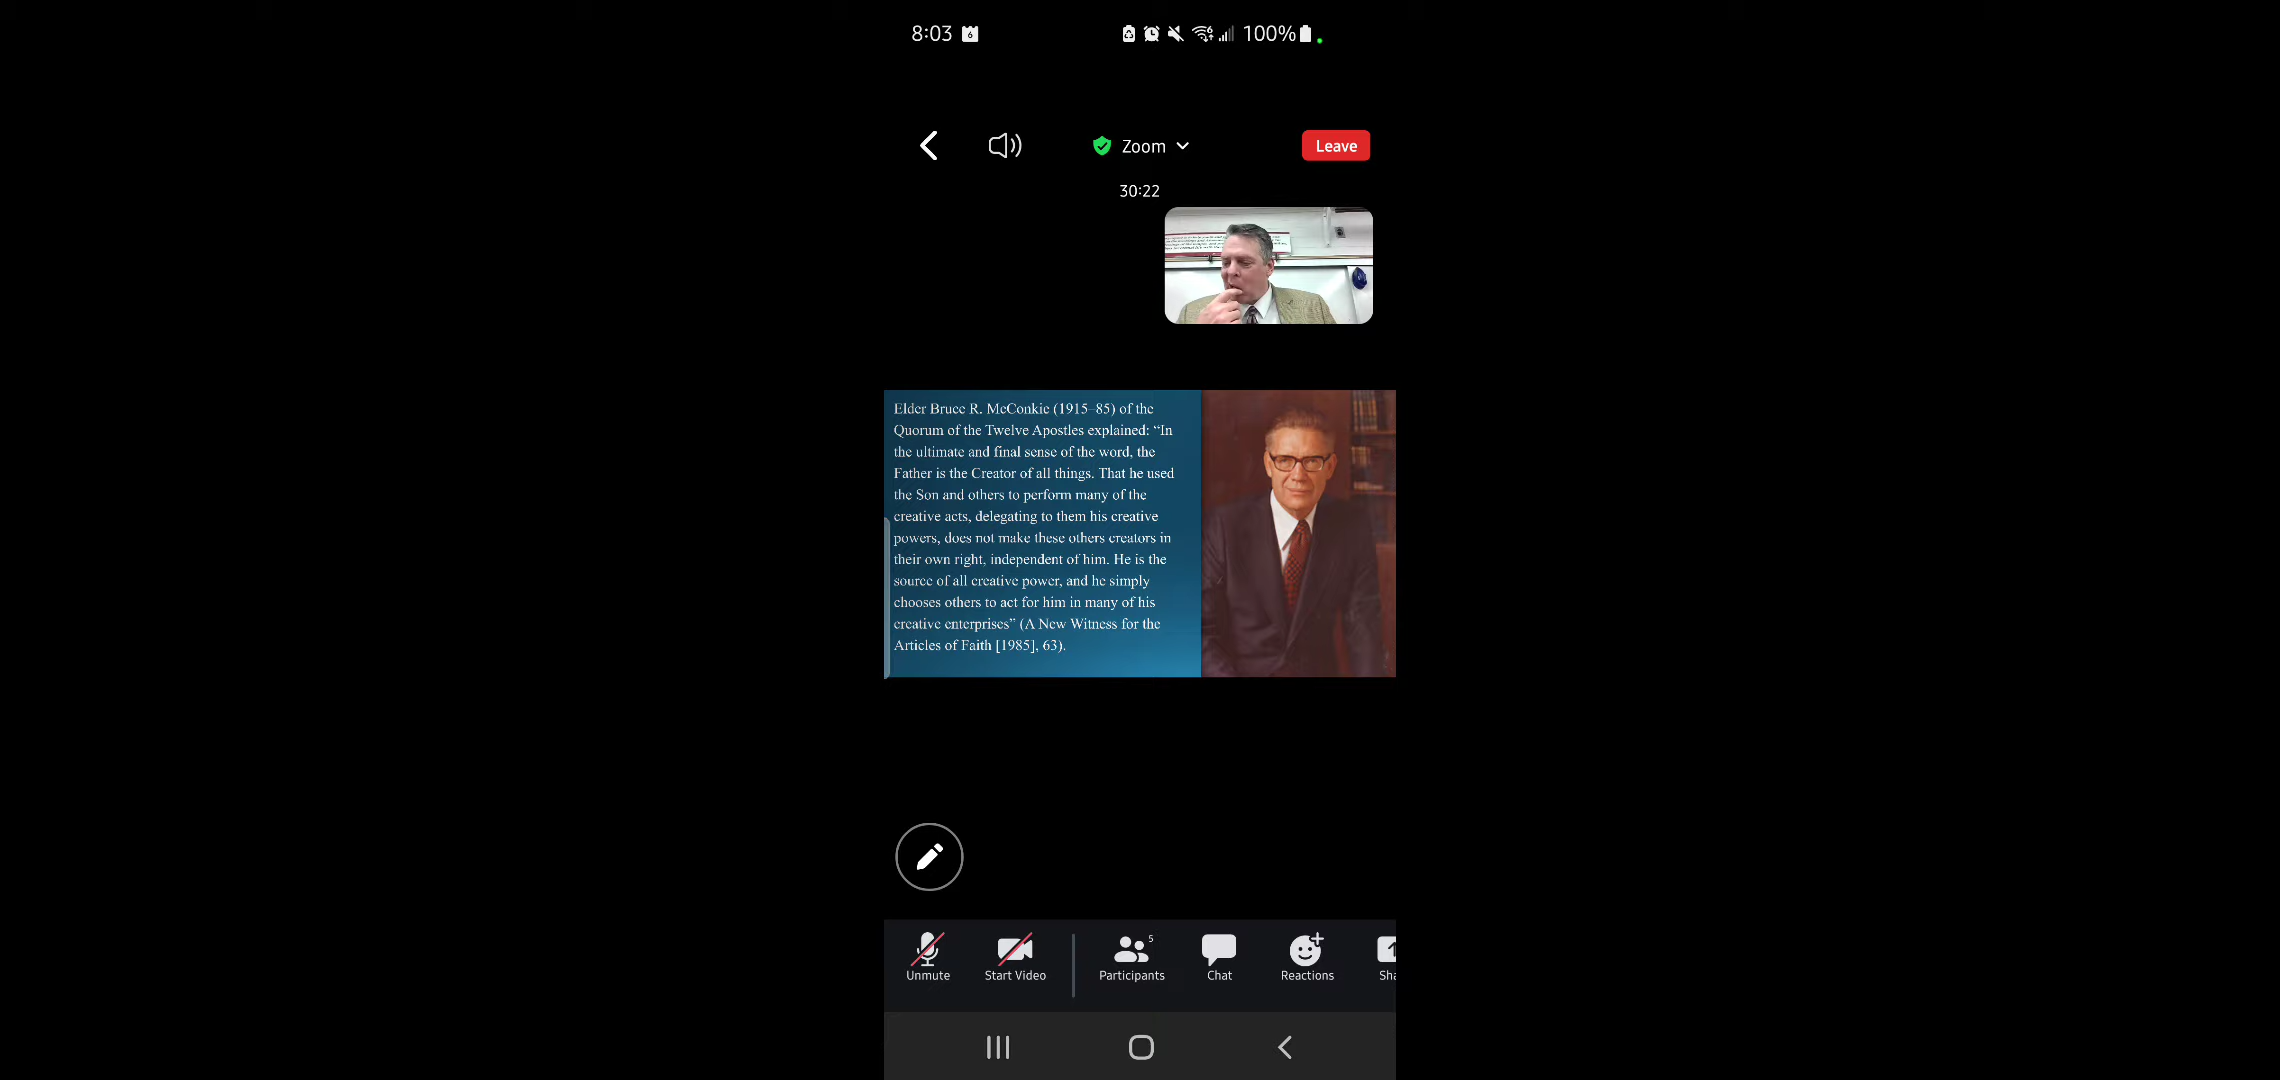 8:03
6
100%
Zoom
Leave
30:22
Elder Bruce R. McConkie (1915–85) of the
Quorum of the Twelve Apostles explained: “In
the ultimate and final sense of the word, the
Father is the Creator of all things. That he used
the Son and others to perform many of the
creative acts, delegating to them his creative
powers, does not make these others creators in
their own right, independent of him. He is the
source of all creative power, and he simply
chooses others to act for him in many of his
creative enterprises” (A New Witness for the
Articles of Faith [1985], 63).
5
Unmute
Start Video
Participants
Chat
Reactions
Sha